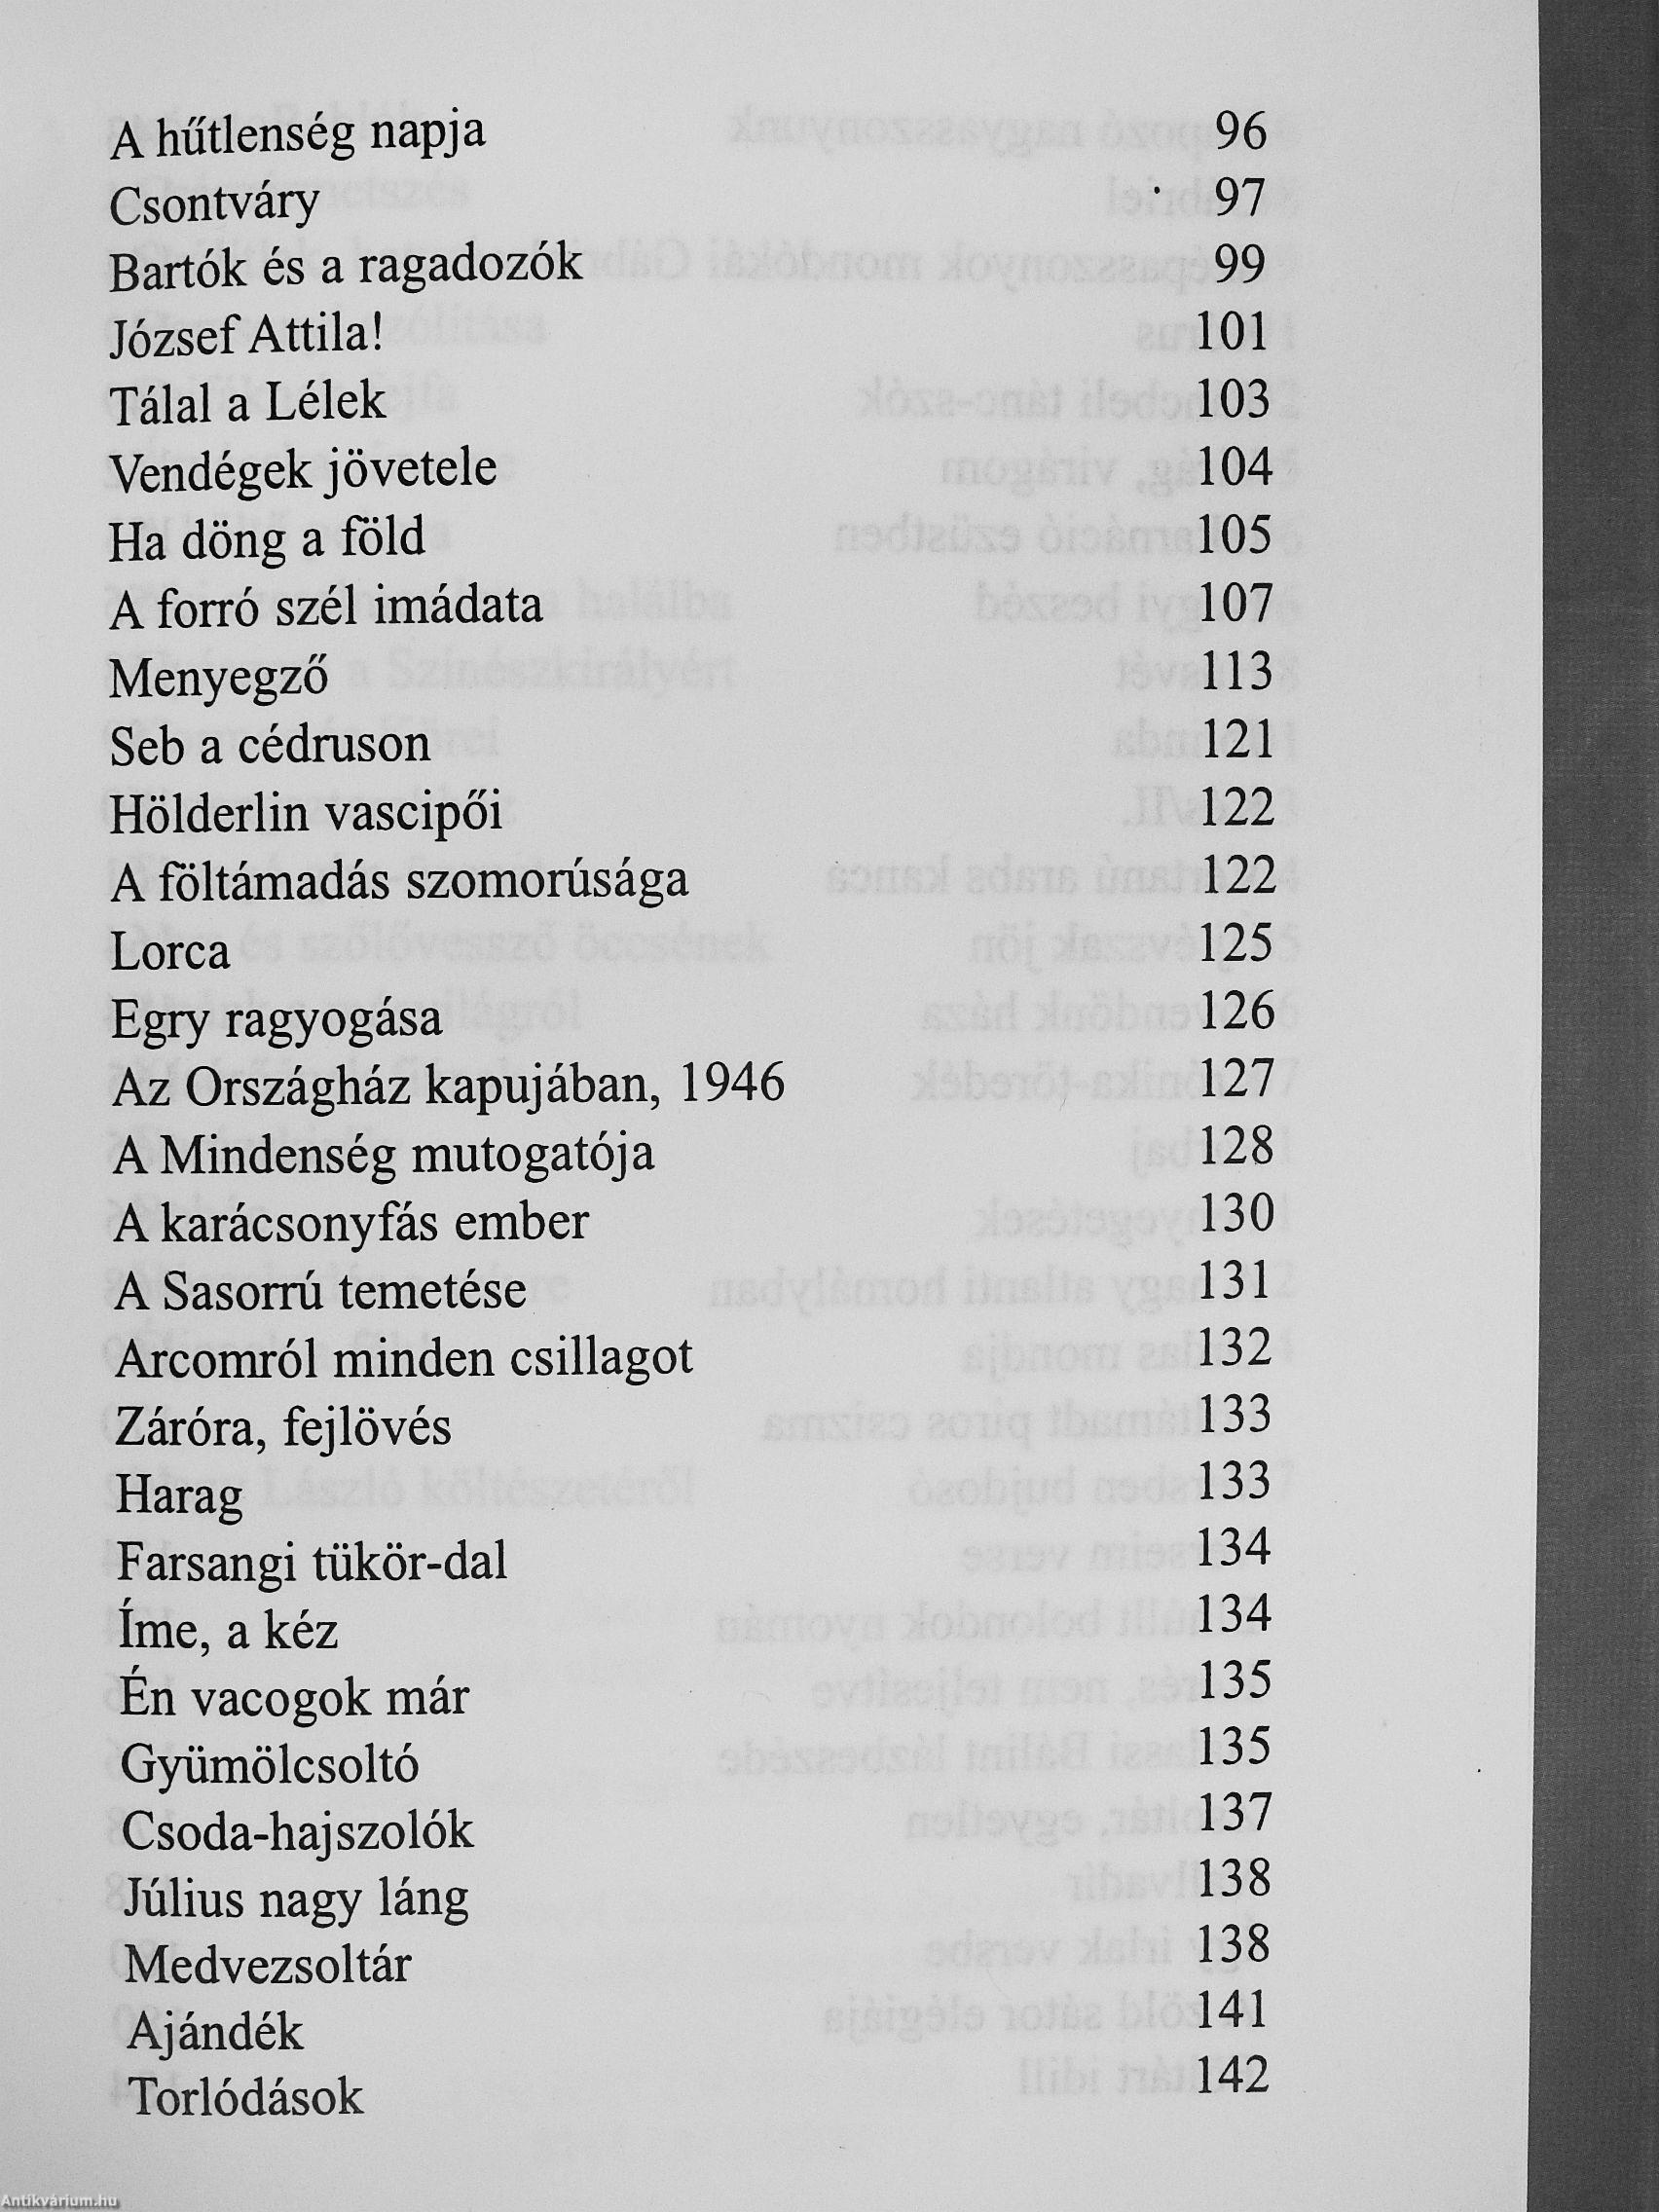 A hűtlenség napja 96
Csontváry 97
Bartók és a ragadozók 99
József Attila! 101
Tálal a Lélek 103
Vendégek jövetele 104
Ha döng a föld 105
A forró szél imádata 107
Menyegző 113
Seb a cédruson 121
Hölderlin vascipői 122
A föltámadás szomorúsága 122
Lorca 125
Egry ragyogása 126
Az Országház kapujában, 1946 127
A Mindenség mutogatója 128
A karácsonyfás ember 130
A Sasorrú temetése 131
Arcomról minden csillagot 132
Záróra, fejlövés 133
Harag 133
Farsangi tükör-dal 134
Íme, a kéz 134
Én vacogok már 135
Gyümölcsoltó 135
Csoda-hajszolók 137
Július nagy láng 138
Medvezsoltár 138
Ajándék 141
Torlódások 142
Antikvárium.hu